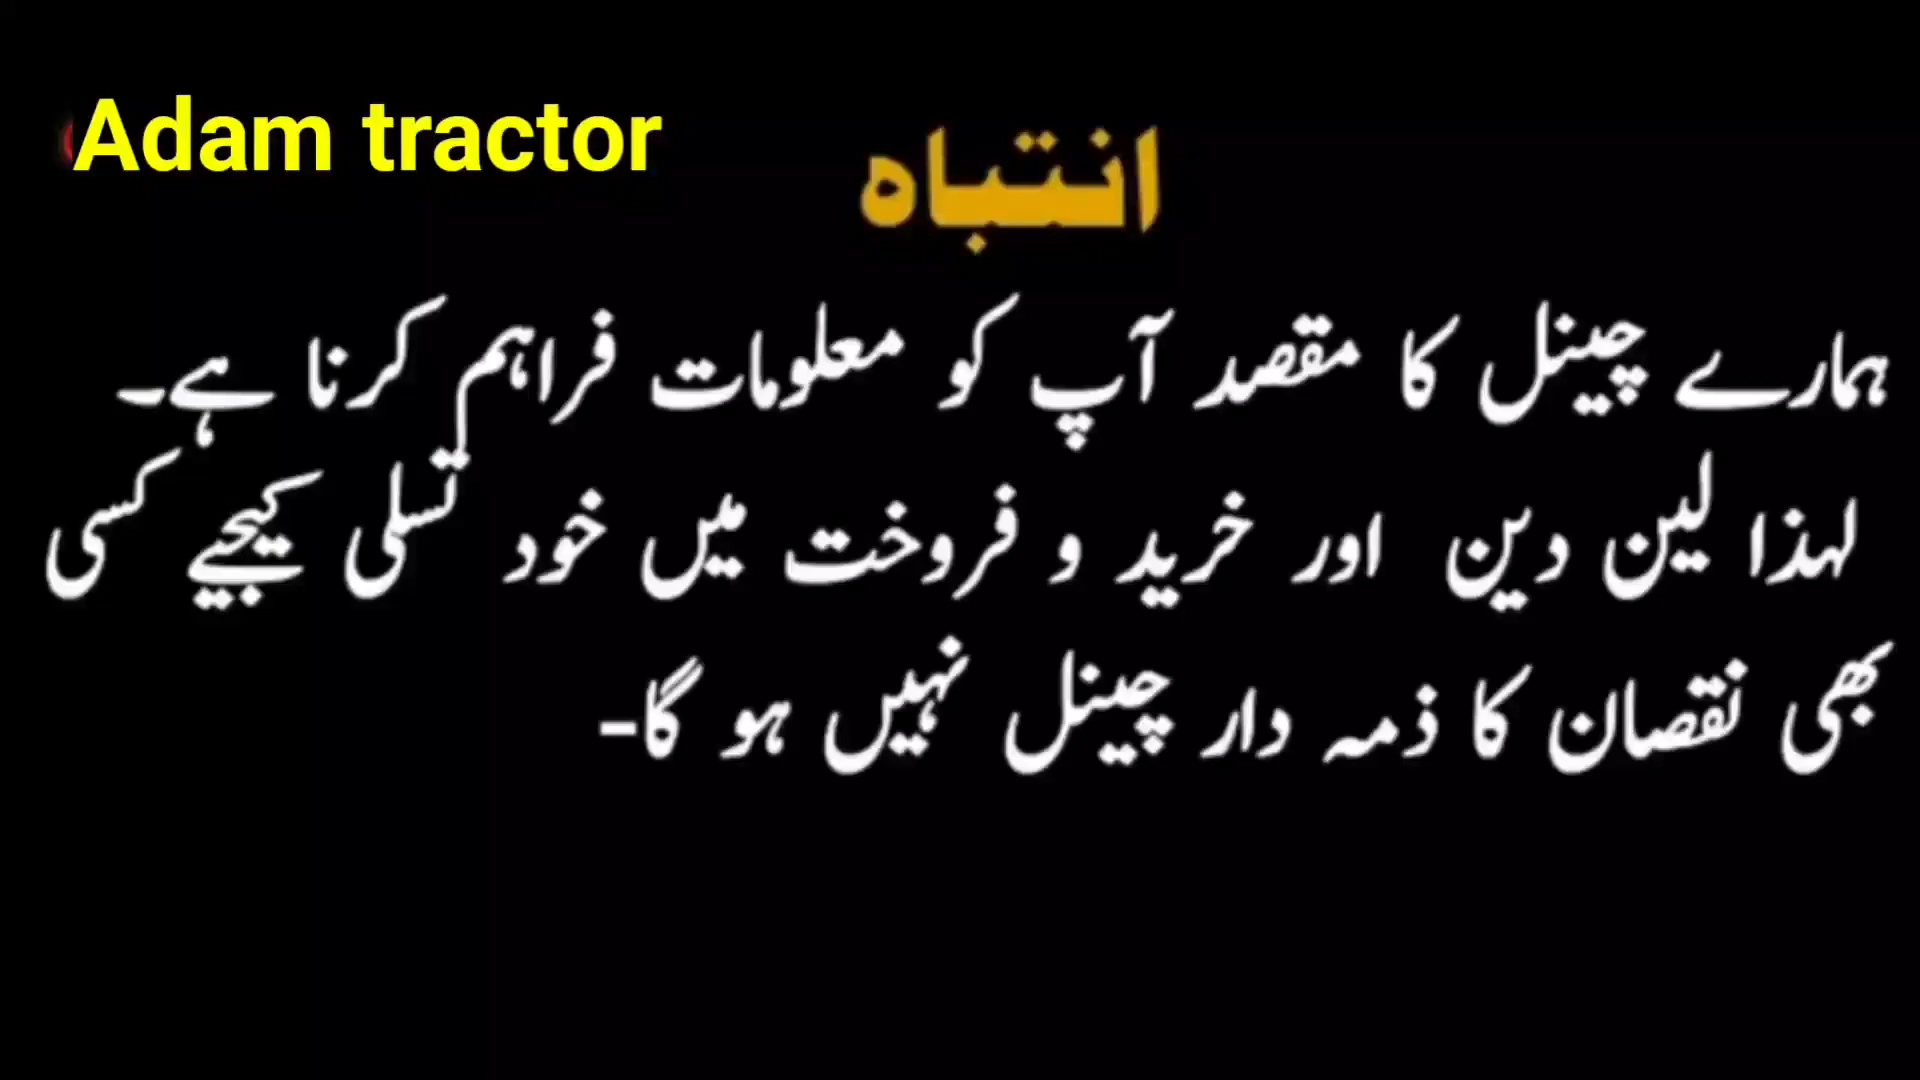 Adam tractor
انتباہ
ہمارے چینل کا مقصد آپ کو معلومات فراہم کرنا ہے۔
لہذا لین دین اور خرید و فروخت میں خود تسلی کیجیے کسی
بھی نقصان کا ذمہ دار چینل نہیں ہو گا-